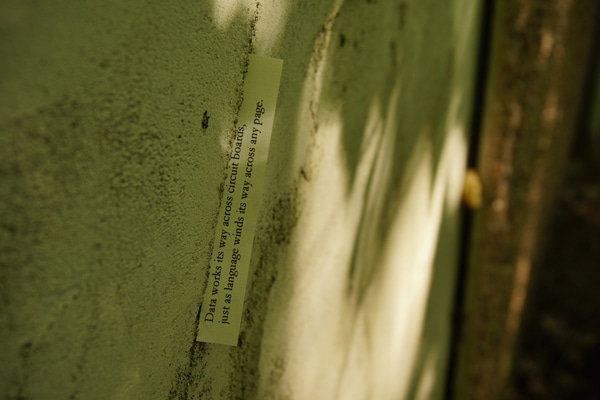 Data works its way across circuit boards,
just as language winds its way across any page.